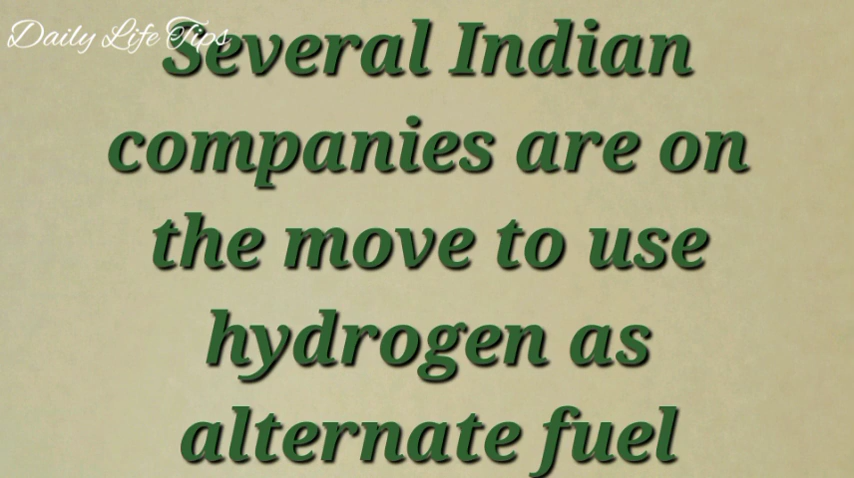 Daily Life Tips
Several Indian
companies are on
the move to use
hydrogen as
alternate fuel